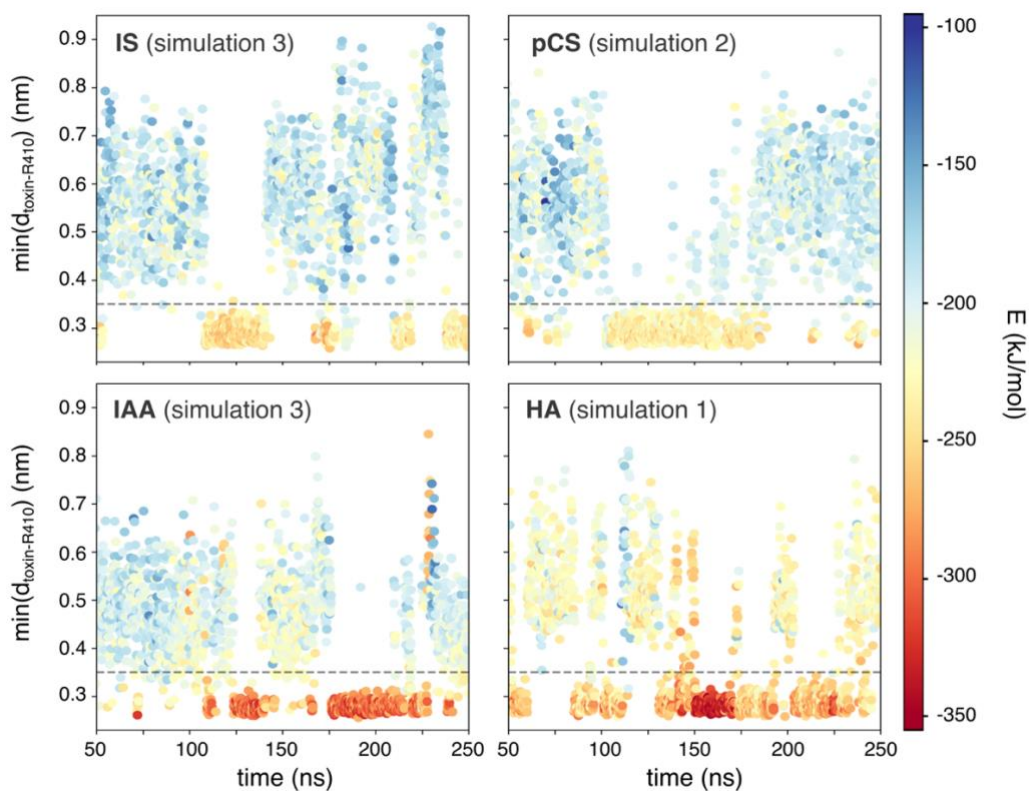 IS (simulation 3)
pCS (simulation 2)
min(d_toxin-R410) (nm)
0.9
0.8
0.7
0.6
0.5
0.4
0.3
-100
-150
-200
-250
-300
-350
E (kJ/mol)
IAA (simulation 3)
HA (simulation 1)
min(d_toxin-R410) (nm)
0.9
0.8
0.7
0.6
0.5
0.4
0.3
50 100 150 200 250
50 100 150 200 250
time (ns)
time (ns)